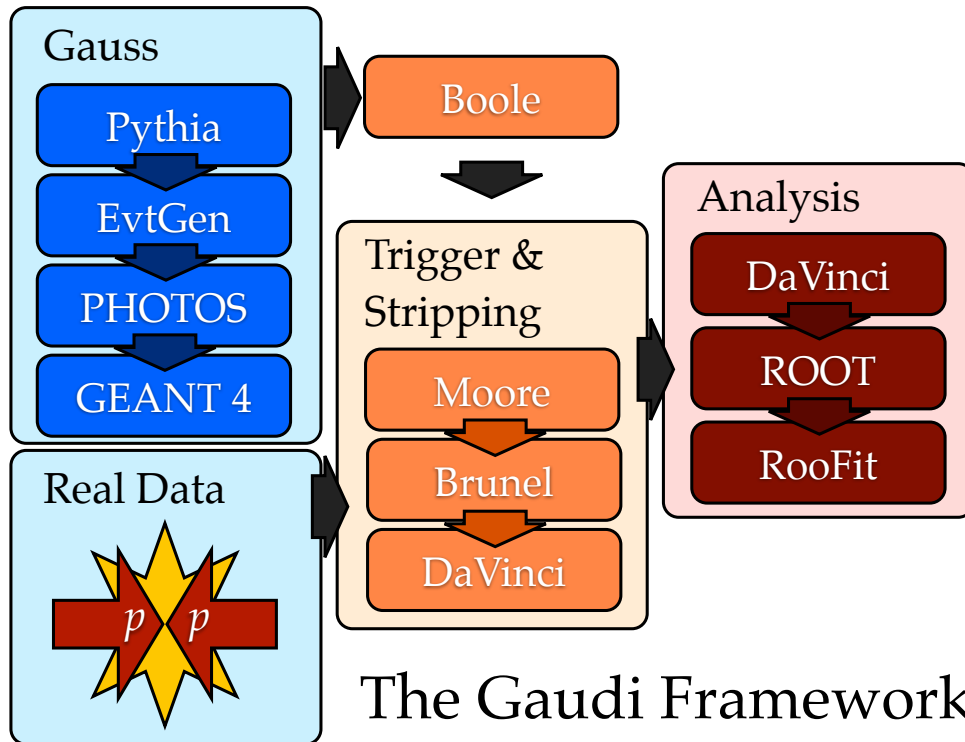 Gauss
Pythia
EvtGen
PHOTOS
GEANT 4
Real Data
p p
Boole
Trigger &
Stripping
Moore
Brunel
DaVinci
Analysis
DaVinci
ROOT
RooFit
The Gaudi Framework